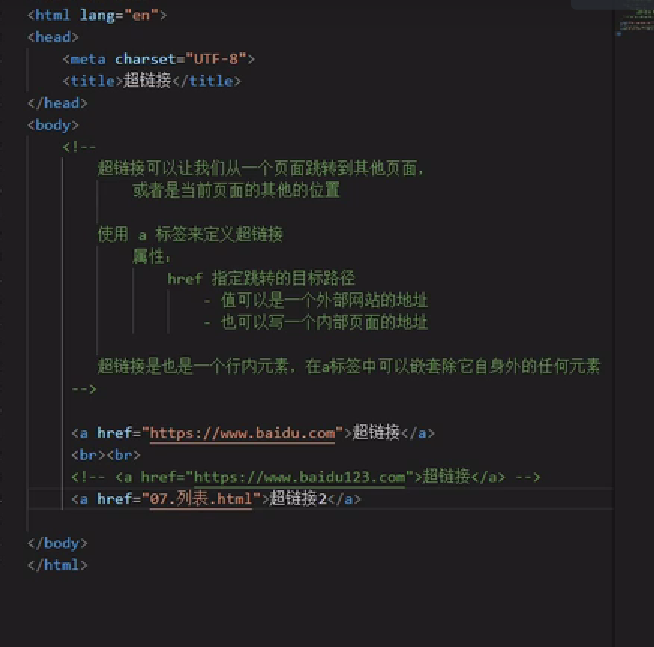 <html lang="en">
<head>
<meta charset="UTF-8">
<title>超链接</title>
</head>
<body>
<!--
超链接可以让我们从一个页面跳转到其他页面,
或者是当前页面的其他的位置
使用 a 标签来定义超链接
属性:
href 指定跳转的目标路径
- 值可以是一个外部网站的地址
- 也可以写一个内部页面的地址
超链接是也是一个行内元素, 在a标签中可以嵌套除它自身外的任何元素
-->
<a href="https://www.baidu.com">超链接</a>
<br><br>
<!-- <a href="https://www.baidu123.com">超链接</a> -->
<a href="07.列表.html">超链接2</a>
</body>
</html>